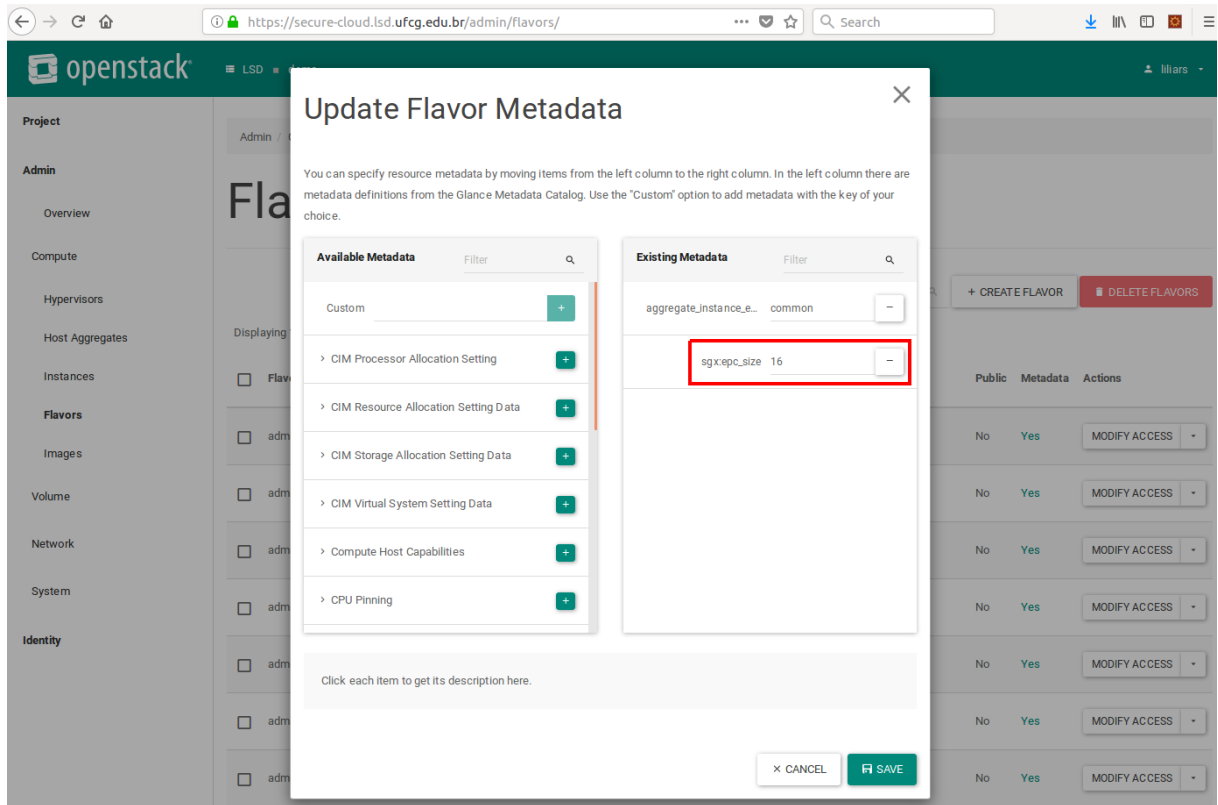 https://secure-cloud.lsd.ufcg.edu.br/admin/flavors/
Search
openstack
LSD
liliars
Project
Admin
Overview
Compute
Hypervisors
Host Aggregates
Instances
Flavors
Images
Volume
Network
System
Identity
Admin /
Fla
Displaying
Flav
adm
adm
adm
adm
adm
adm
adm
+ CREATE FLAVOR
DELETE FLAVORS
Public Metadata Actions
No Yes MODIFY ACCESS
No Yes MODIFY ACCESS
No Yes MODIFY ACCESS
No Yes MODIFY ACCESS
No Yes MODIFY ACCESS
No Yes MODIFY ACCESS
No Yes MODIFY ACCESS
Update Flavor Metadata
You can specify resource metadata by moving items from the left column to the right column. In the left column there are
metadata definitions from the Glance Metadata Catalog. Use the "Custom" option to add metadata with the key of your
choice.
Available Metadata Filter
Custom +
> CIM Processor Allocation Setting +
> CIM Resource Allocation Setting Data +
> CIM Storage Allocation Setting Data +
> CIM Virtual System Setting Data +
> Compute Host Capabilities +
> CPU Pinning +
Existing Metadata Filter
aggregate_instance_e... common −
sgx:epc_size 16 −
Click each item to get its description here.
× CANCEL
SAVE